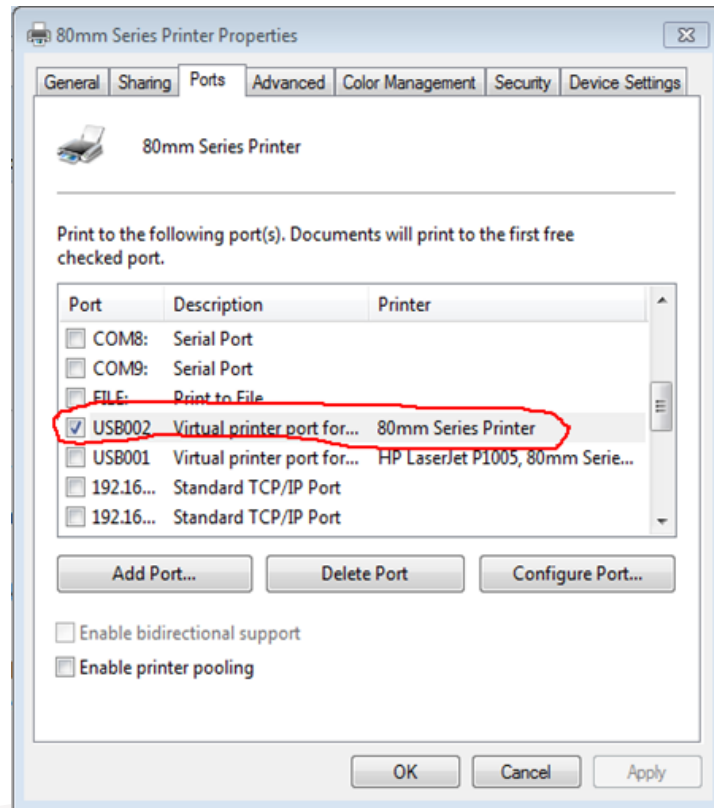 80mm Series Printer Properties
General Sharing Ports Advanced Color Management Security Device Settings
80mm Series Printer
Print to the following port(s). Documents will print to the first free
checked port.
Port Description Printer
COM8: Serial Port
COM9: Serial Port
FILE: Print to File
USB002 Virtual printer port for... 80mm Series Printer
USB001 Virtual printer port for... HP LaserJet P1005, 80mm Serie...
192.16... Standard TCP/IP Port
192.16... Standard TCP/IP Port
Add Port... Delete Port Configure Port...
Enable bidirectional support
Enable printer pooling
OK Cancel Apply